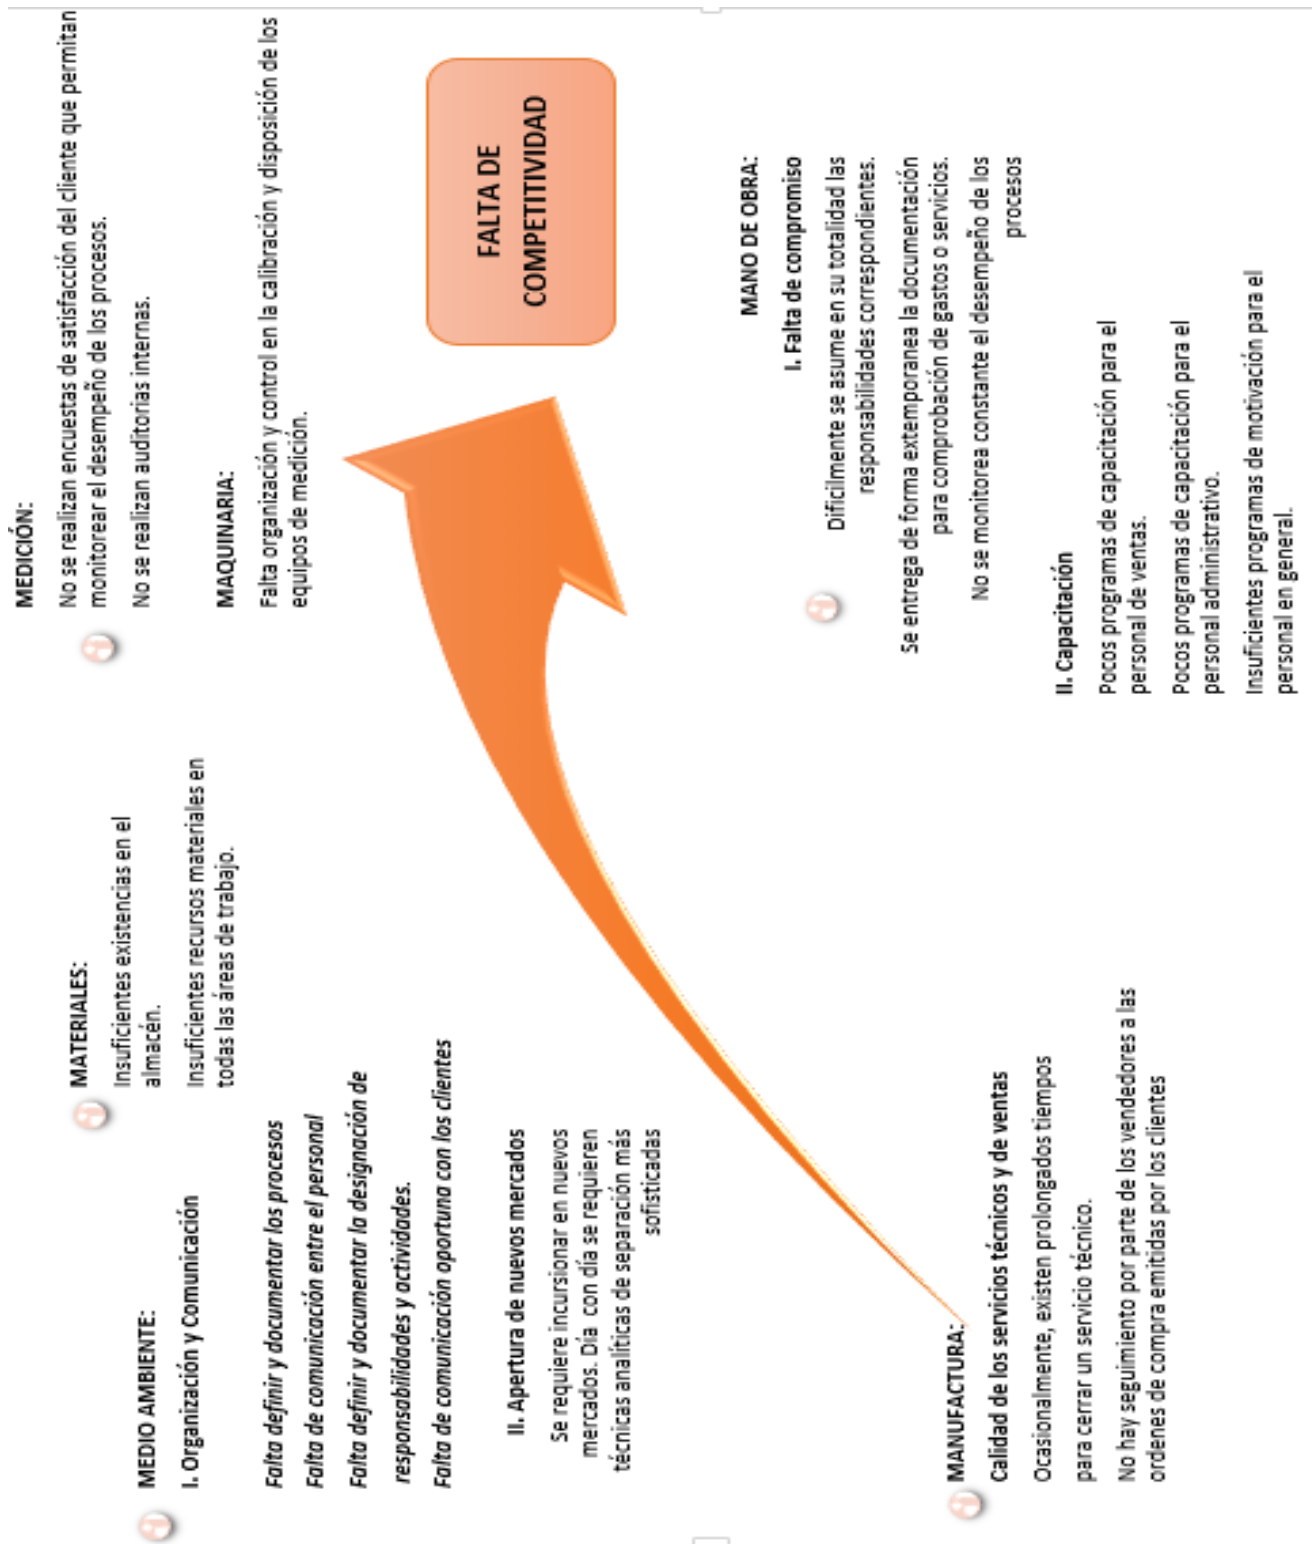 MEDIO AMBIENTE:
I. Organización y Comunicación
Falta definir y documentar los procesos
Falta de comunicación entre el personal
Falta definir y documentar la designación de
responsabilidades y actividades.
Falta de comunicación oportuna con los clientes
II. Apertura de nuevos mercados
Se requiere incursionar en nuevos
mercados. Día con día se requieren
técnicas analíticas de separación más
sofisticadas
MATERIALES:
Insuficientes existencias en el
almacén.
Insuficientes recursos materiales en
todas las áreas de trabajo.
MEDICIÓN:
No se realizan encuestas de satisfacción del cliente que permitan
monitorear el desempeño de los procesos.
No se realizan auditorias internas.
MAQUINARIA:
Falta organización y control en la calibración y disposición de los
equipos de medición.
FALTA DE
COMPETITIVIDAD
MANUFACTURA:
Calidad de los servicios técnicos y de ventas
Ocasionalmente, existen prolongados tiempos
para cerrar un servicio técnico.
No hay seguimiento por parte de los vendedores a las
ordenes de compra emitidas por los clientes
MANO DE OBRA:
I. Falta de compromiso
Dificilmente se asume en su totalidad las
responsabilidades correspondientes.
Se entrega de forma extemporanea la documentación
para comprobación de gastos o servicios.
No se monitorea constante el desempeño de los
procesos
II. Capacitación
Pocos programas de capacitación para el
personal de ventas.
Pocos programas de capacitación para el
personal administrativo.
Insuficientes programas de motivación para el
personal en general.